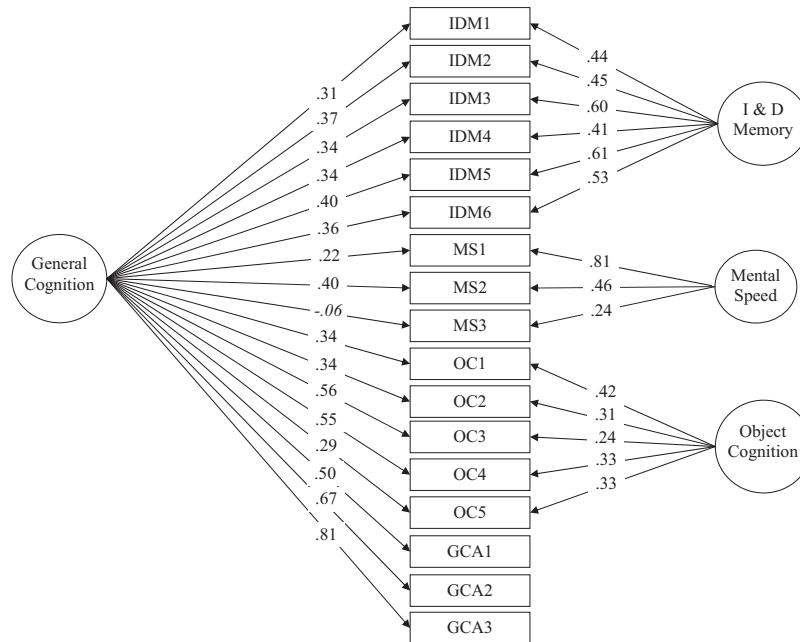 IDM1
IDM2
IDM3
IDM4
IDM5
IDM6
MS1
MS2
MS3
OC1
OC2
OC3
OC4
OC5
GCA1
GCA2
GCA3
General
Cognition
.31
.37
.34
.34
.40
.36
.22
.40
-.06
.34
.34
.56
.55
.29
.50
.67
.81
.44
.45
.60
.41
.61
.53
I & D
Memory
.81
.46
.24
Mental
Speed
.42
.31
.24
.33
.33
Object
Cognition